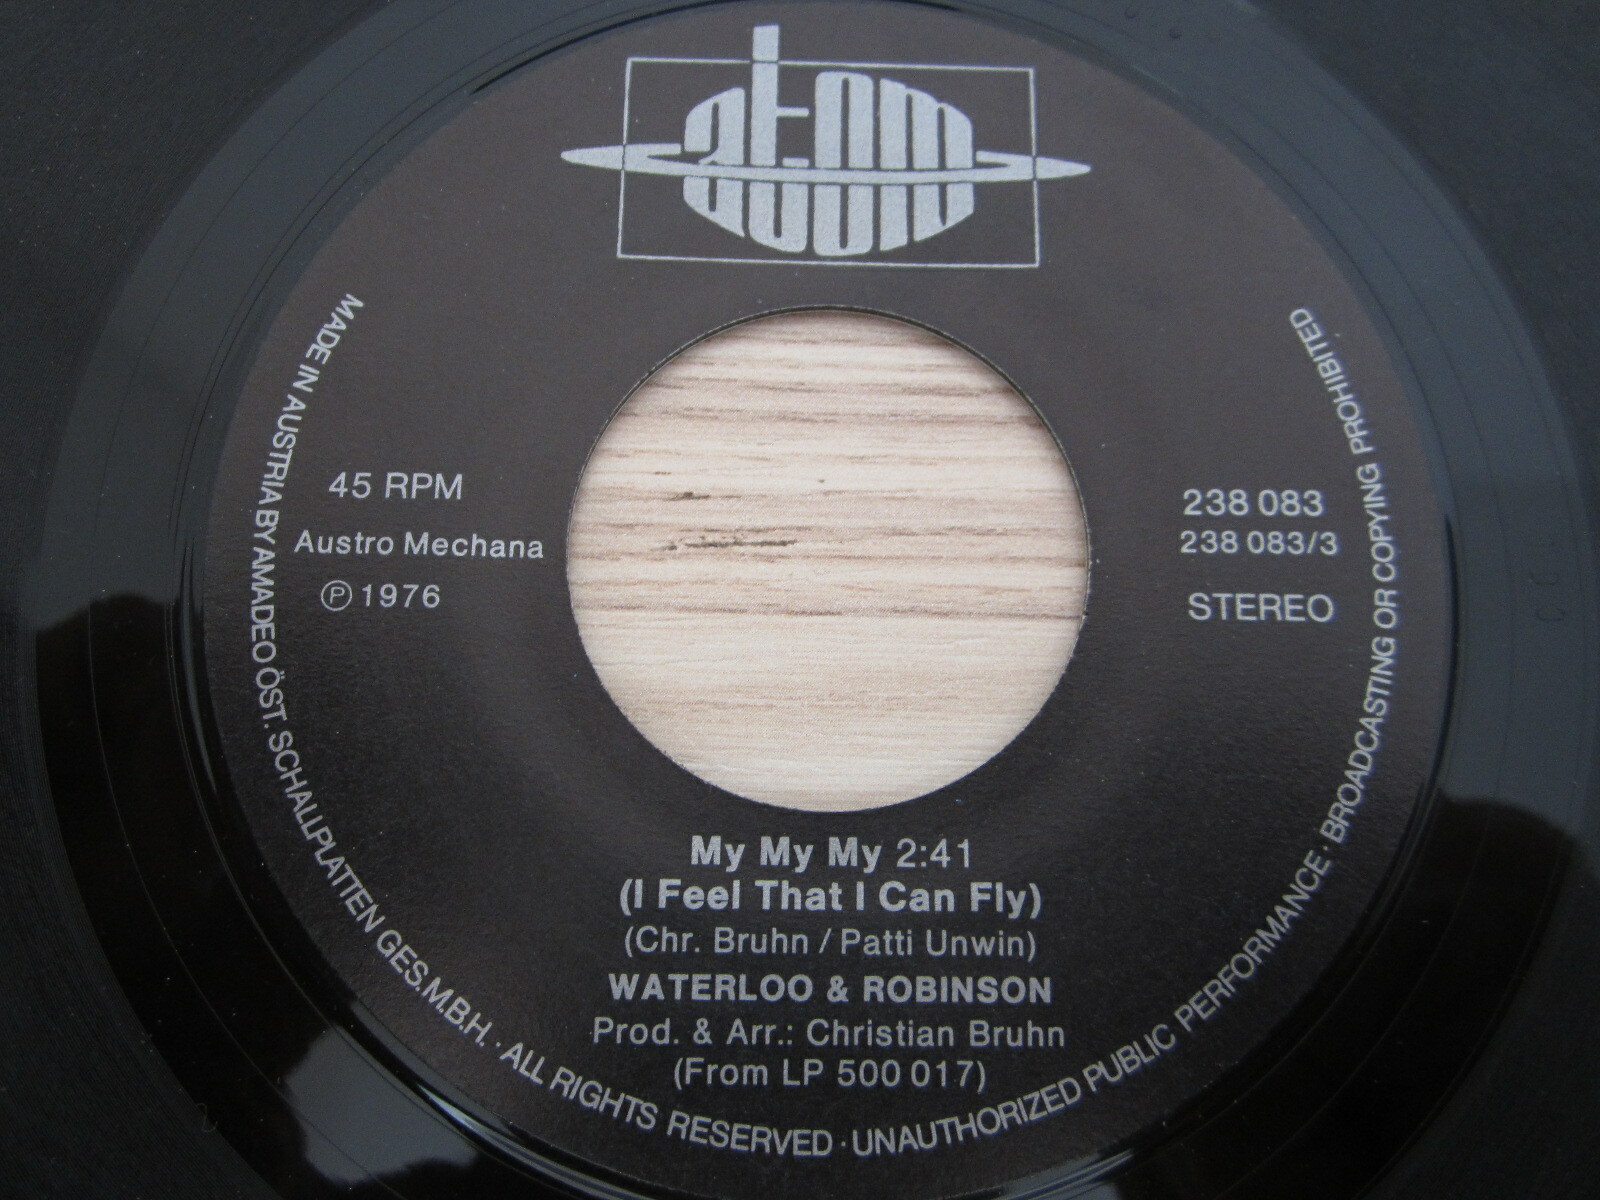 atom
45 RPM
Austro Mechana
Ⓟ 1976
238 083
238 083/3
STEREO
My My My 2:41
(I Feel That I Can Fly)
(Chr. Bruhn / Patti Unwin)
WATERLOO & ROBINSON
Prod. & Arr.: Christian Bruhn
(From LP 500 017)
MADE IN AUSTRIA BY AMADEO ÖST. SCHALLPLATTEN GES.M.B.H. · ALL RIGHTS RESERVED · UNAUTHORIZED PUBLIC PERFORMANCE · BROADCASTING OR COPYING PROHIBITED